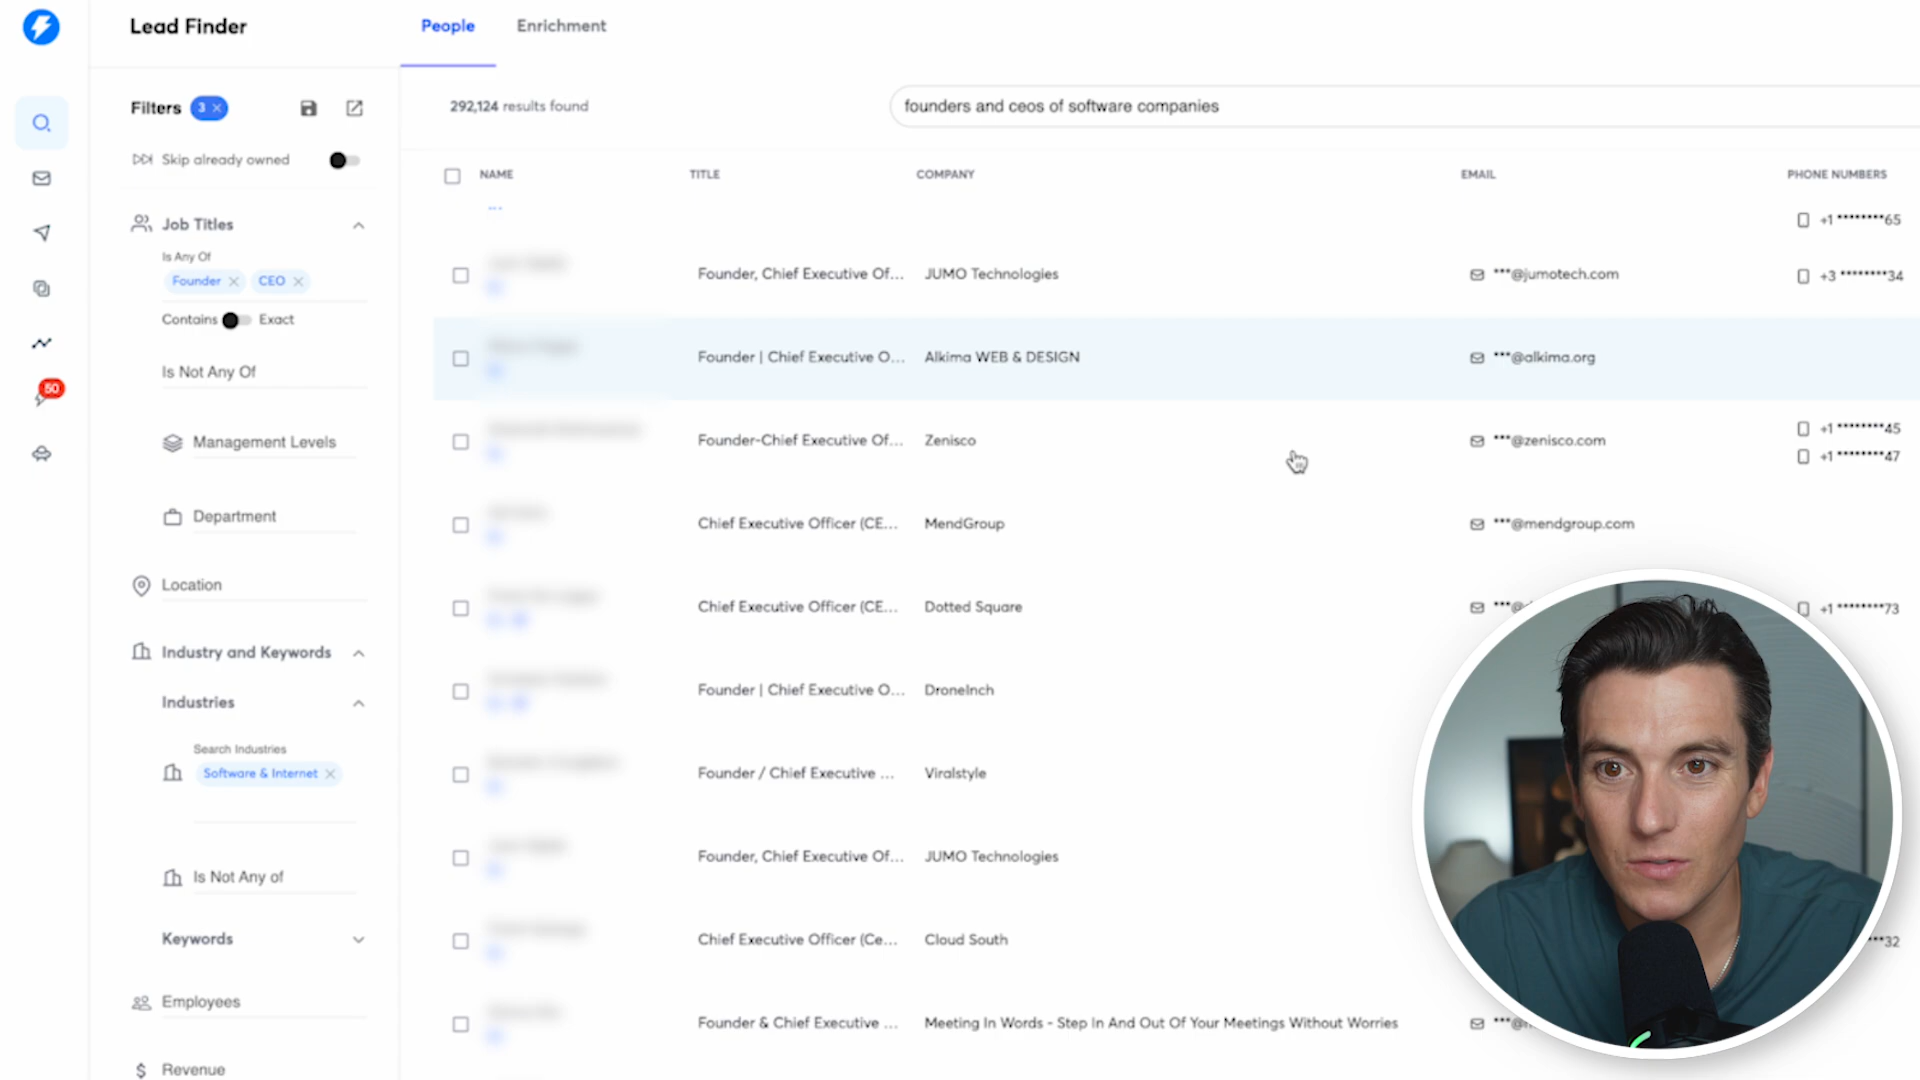 Lead Finder
People
Enrichment
Filters 3 ×
292,124 results found
founders and ceos of software companies
Skip already owned
NAME TITLE COMPANY EMAIL PHONE NUMBERS
...
+1 ********65
Job Titles
Is Any Of
Founder × CEO ×
Contains Exact
Is Not Any Of
Management Levels
Department
Location
Industry and Keywords
Industries
Search Industries
Software & Internet ×
Is Not Any of
Keywords
Employees
Revenue
50
Founder, Chief Executive Of... JUMO Technologies ***@jumotech.com +3 ********34
Founder | Chief Executive O... Alkima WEB & DESIGN ***@alkima.org
Founder-Chief Executive Of... Zenisco ***@zenisco.com +1 ********45
+1 ********47
Chief Executive Officer (CE... MendGroup ***@mendgroup.com
Chief Executive Officer (CE... Dotted Square +1 ********73
Founder | Chief Executive O... DroneInch
Founder / Chief Executive ... Viralstyle
Founder, Chief Executive Of... JUMO Technologies
Chief Executive Officer (Ce... Cloud South ***32
Founder & Chief Executive ... Meeting In Words - Step In And Out Of Your Meetings Without Worries